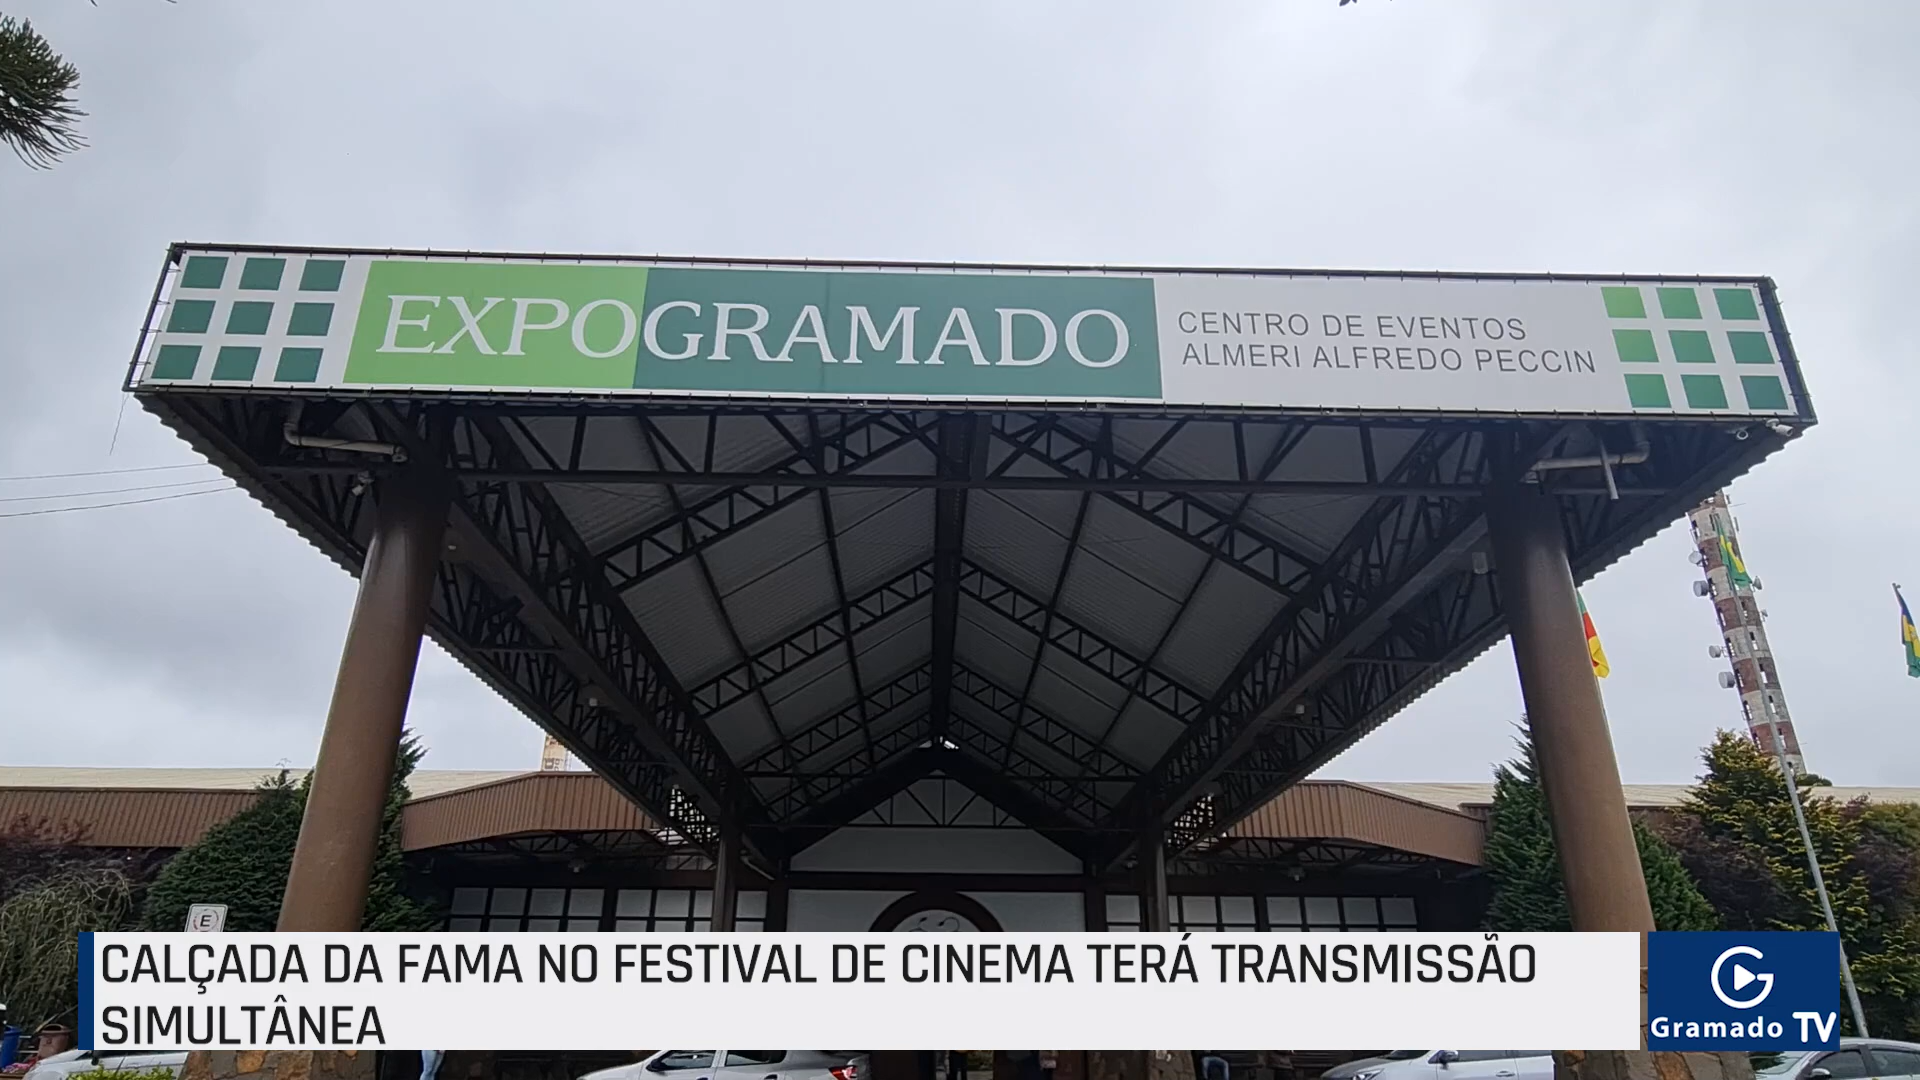 EXPOGRAMADO
CENTRO DE EVENTOS
ALMERI ALFREDO PECCIN
E
CALÇADA DA FAMA NO FESTIVAL DE CINEMA TERÁ TRANSMISSÃO
SIMULTÂNEA
G
Gramado TV